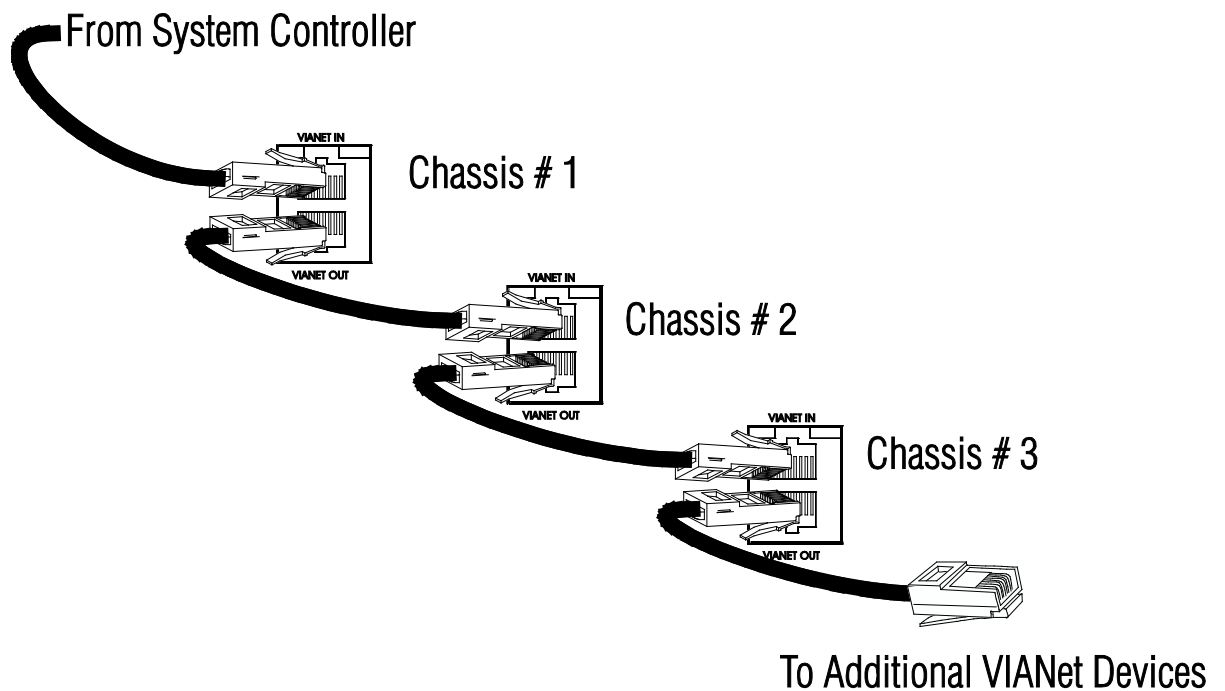 From System Controller
VIANET IN
Chassis # 1
VIANET OUT
VIANET IN
Chassis # 2
VIANET OUT
VIANET IN
Chassis # 3
VIANET OUT
To Additional VIANet Devices